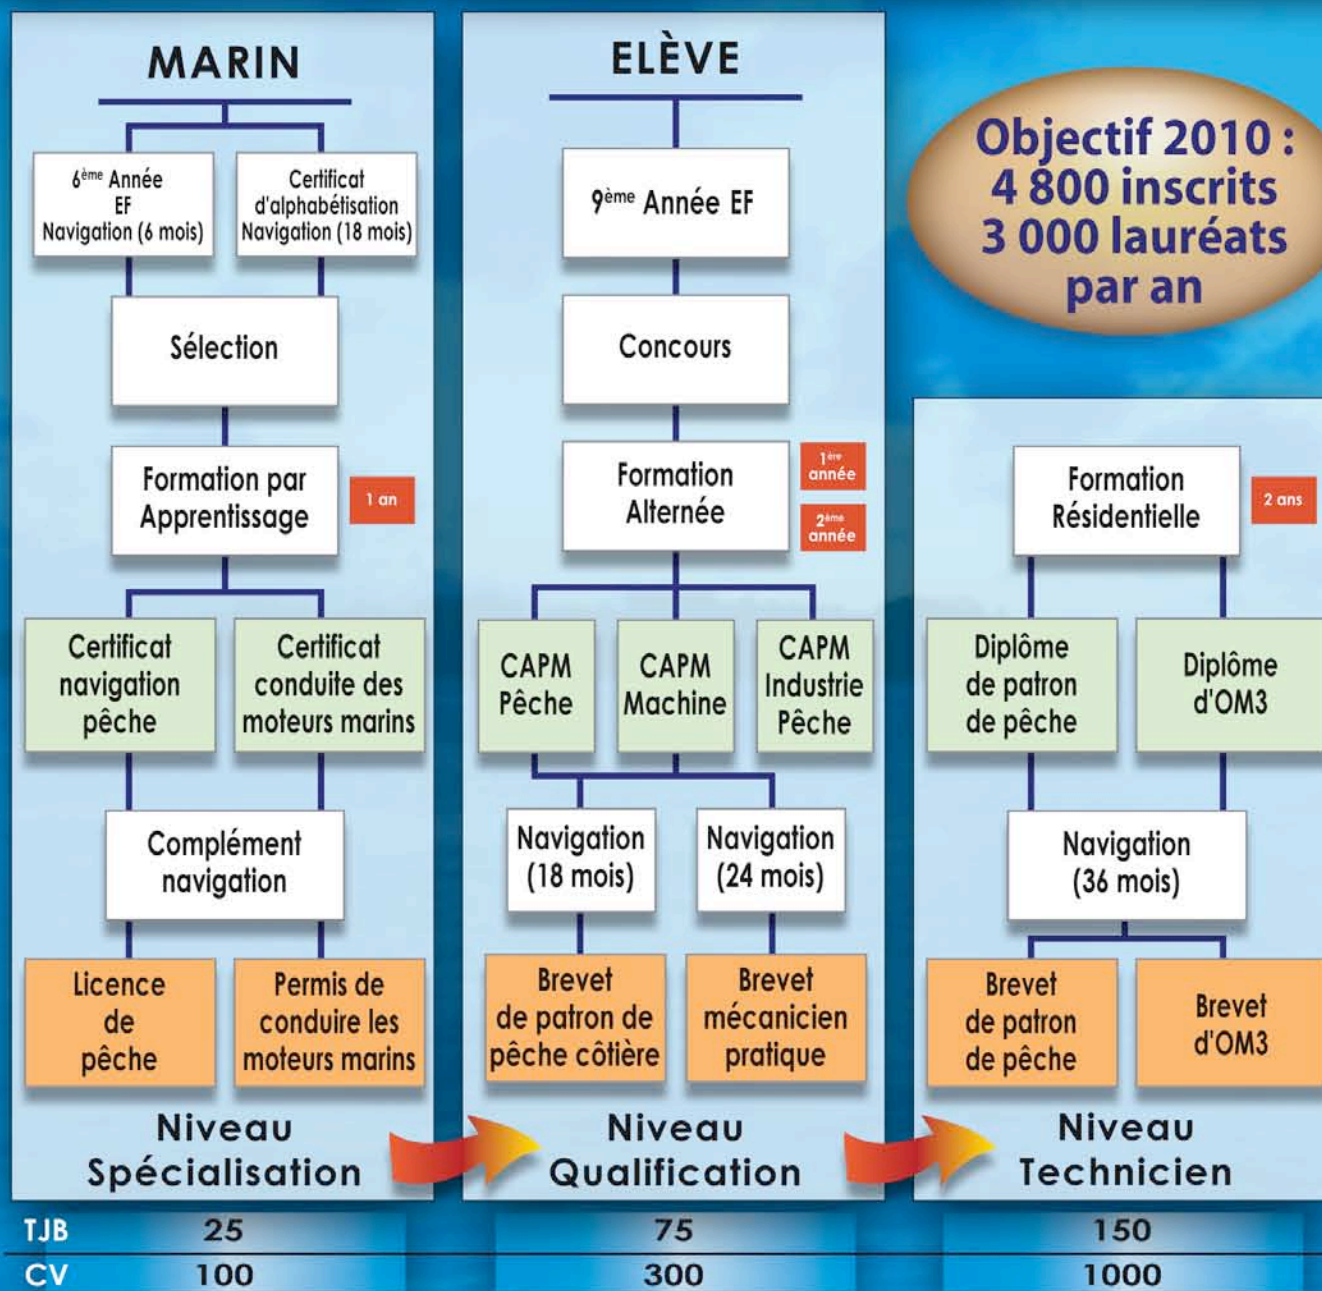 MARIN
6ème Année
EF
Navigation (6 mois)
Certificat
d'alphabétisation
Navigation (18 mois)
Sélection
Formation par
Apprentissage
1 an
Certificat
navigation
pêche
Certificat
conduite des
moteurs marins
Complément
navigation
Licence
de
pêche
Permis de
conduire les
moteurs marins
Niveau
Spécialisation
ELÈVE
9ème Année EF
Concours
Formation
Alternée
1ère
année
2ème
année
CAPM
Pêche
CAPM
Machine
CAPM
Industrie
Pêche
Navigation
(18 mois)
Navigation
(24 mois)
Brevet
de patron de
pêche côtière
Brevet
mécanicien
pratique
Niveau
Qualification
Objectif 2010 :
4 800 inscrits
3 000 lauréats
par an
Formation
Résidentielle
2 ans
Diplôme
de patron
de pêche
Diplôme
d'OM3
Navigation
(36 mois)
Brevet
de patron
de pêche
Brevet
d'OM3
Niveau
Technicien
TJB 25 75 150
CV 100 300 1000